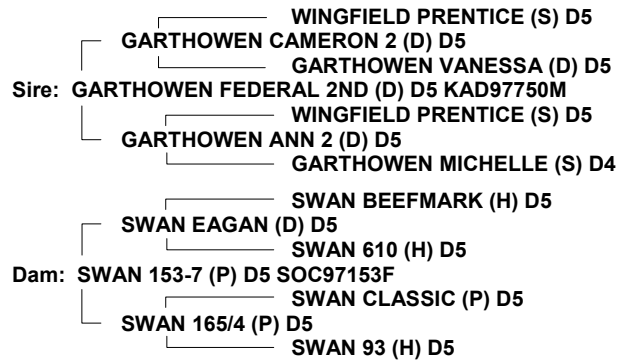 WINGFIELD PRENTICE (S) D5
GARTHOWEN CAMERON 2 (D) D5
GARTHOWEN VANESSA (D) D5
Sire: GARTHOWEN FEDERAL 2ND (D) D5 KAD97750M
WINGFIELD PRENTICE (S) D5
GARTHOWEN ANN 2 (D) D5
GARTHOWEN MICHELLE (S) D4
SWAN BEEFMARK (H) D5
SWAN EAGAN (D) D5
SWAN 610 (H) D5
Dam: SWAN 153-7 (P) D5 SOC97153F
SWAN CLASSIC (P) D5
SWAN 165/4 (P) D5
SWAN 93 (H) D5